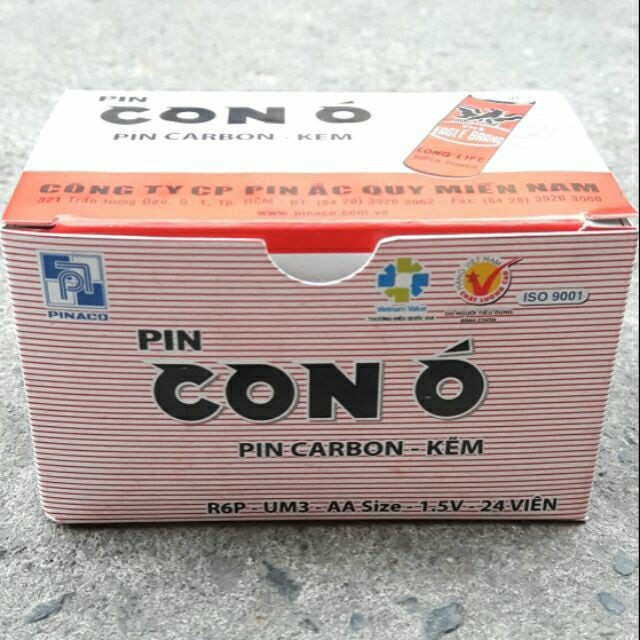 PIN
CON Ó
PIN CARBON - KẼM
EAGLE BRAND
LONG LIFE
SUPER POWER
CÔNG TY CP PIN ẮC QUY MIỀN NAM
321 Trần Hưng Đạo, Q 1, Tp. HCM - ĐT. (84 28) 3920 3062 - Fax. (84 28) 3920 3060
www.pinaco.com.vn
PINACO
Vietnam Value
THƯƠNG HIỆU QUỐC GIA
HÀNG VIỆT NAM
CHẤT LƯỢNG CAO
DO NGƯỜI TIÊU DÙNG
BÌNH CHỌN
ISO 9001
PIN
CON Ó
PIN CARBON - KẼM
R6P - UM3 - AA Size - 1.5V - 24 VIÊN